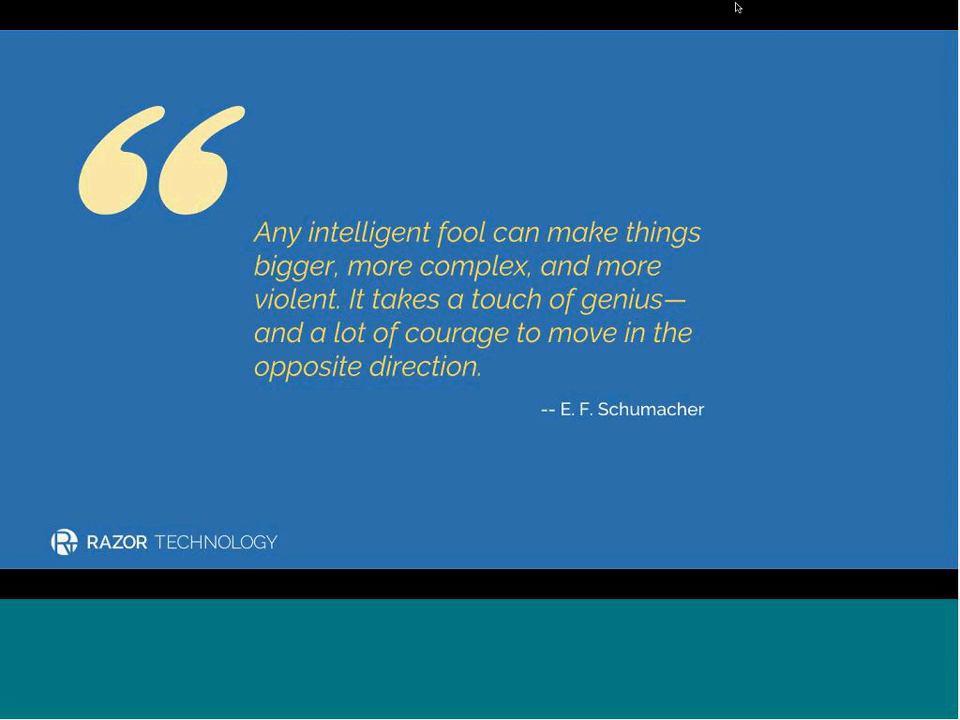 “
Any intelligent fool can make things
bigger, more complex, and more
violent. It takes a touch of genius—
and a lot of courage to move in the
opposite direction.
-- E. F. Schumacher
RAZOR TECHNOLOGY